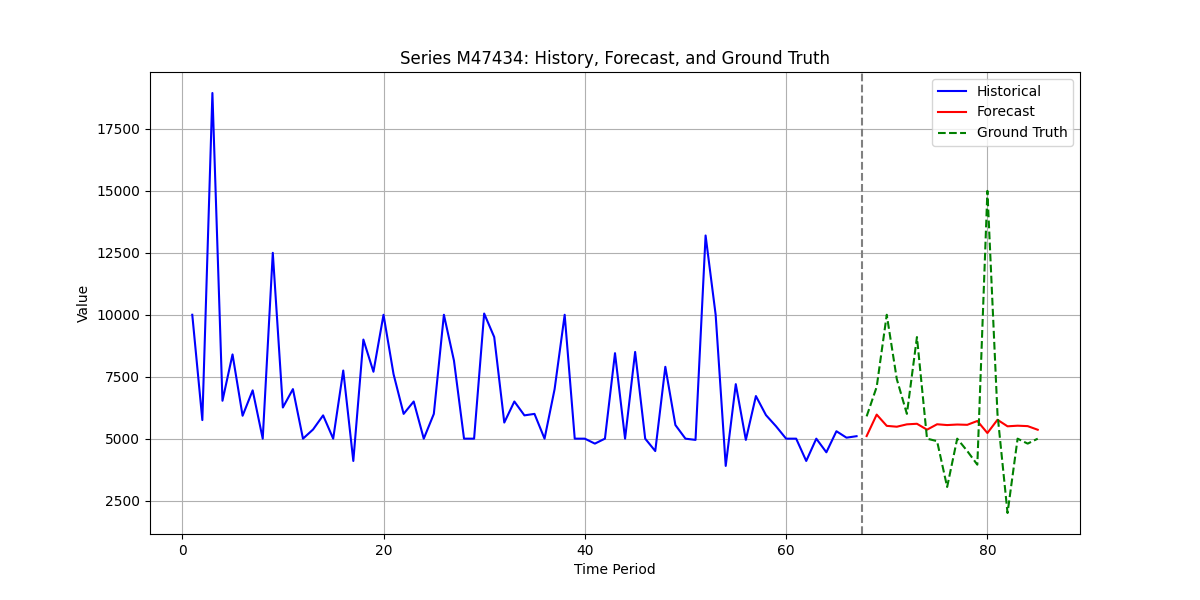 Series M47434: History, Forecast, and Ground Truth
Historical
Forecast
Ground Truth
17500
15000
12500
10000
7500
5000
2500
Value
0
20
40
60
80
Time Period